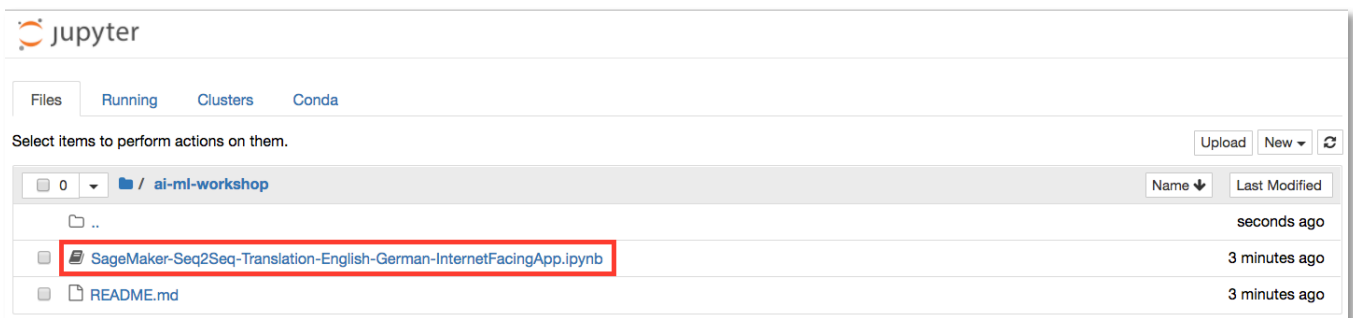 jupyter
Files Running Clusters Conda
Select items to perform actions on them.
Upload New
0 / ai-ml-workshop Name Last Modified
.. seconds ago
SageMaker-Seq2Seq-Translation-English-German-InternetFacingApp.ipynb 3 minutes ago
README.md 3 minutes ago